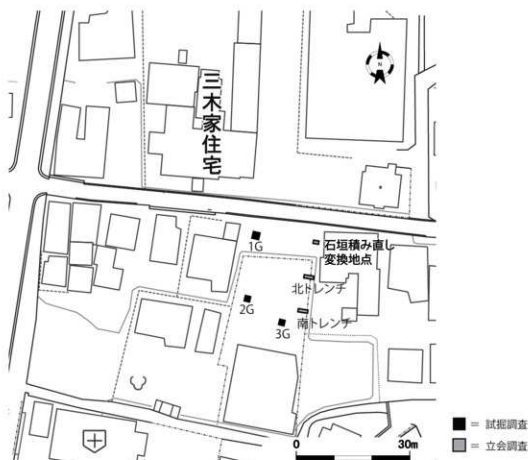 N
三木家住宅
1G
石垣積み直し
変換地点
北トレンチ
2G
南トレンチ
3G
0 30m
■ = 試掘調査
■ = 立会調査